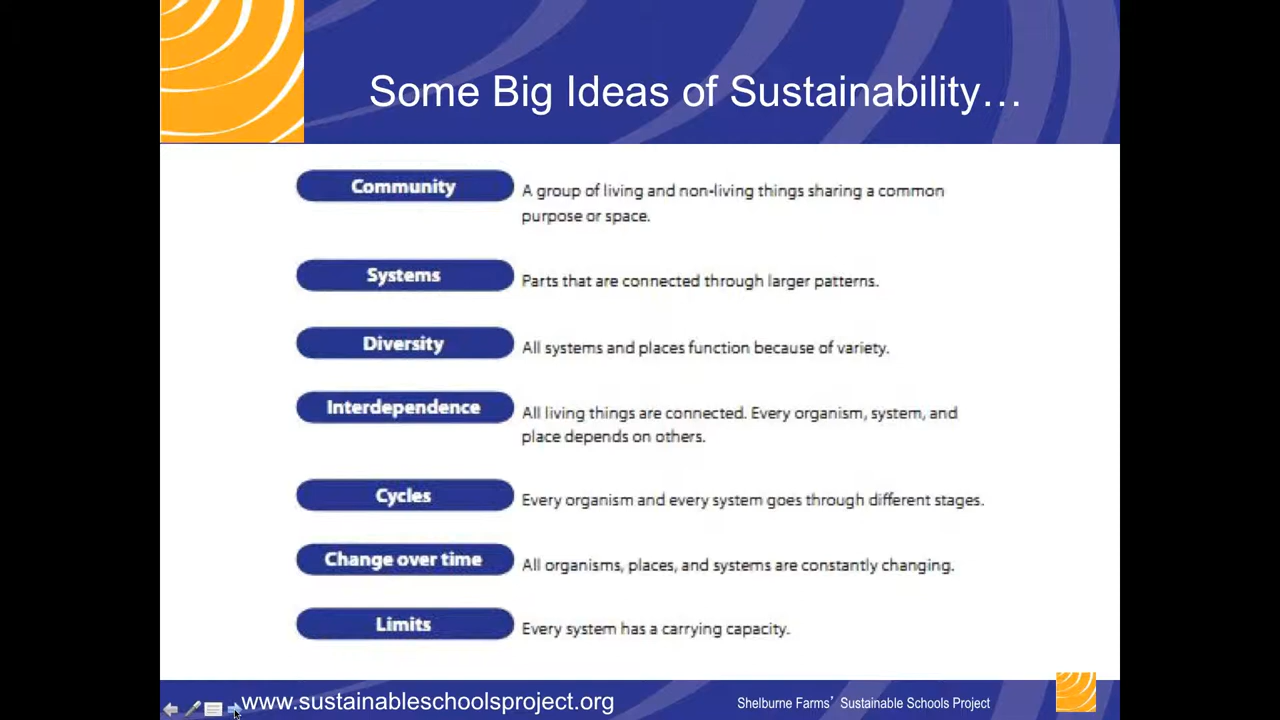 Some Big Ideas of Sustainability…
Community
A group of living and non-living things sharing a common
purpose or space.
Systems
Parts that are connected through larger patterns.
Diversity
All systems and places function because of variety.
Interdependence
All living things are connected. Every organism, system, and
place depends on others.
Cycles
Every organism and every system goes through different stages.
Change over time
All organisms, places, and systems are constantly changing.
Limits
Every system has a carrying capacity.
www.sustainableschoolsproject.org
Shelburne Farms’ Sustainable Schools Project